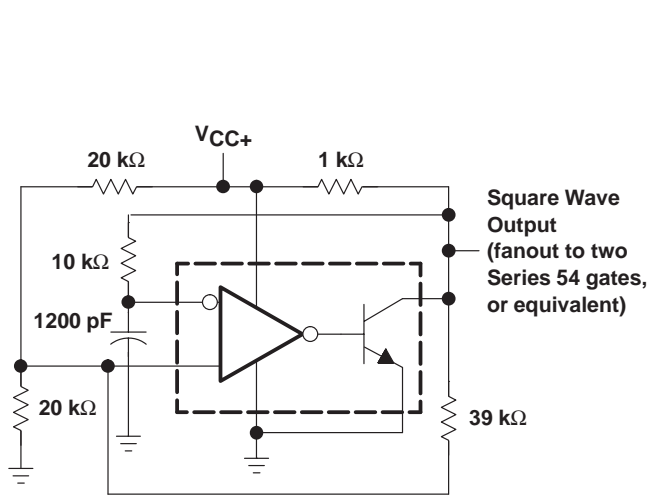 VCC+
20 kΩ
1 kΩ
Square Wave
Output
(fanout to two
Series 54 gates,
or equivalent)
10 kΩ
1200 pF
20 kΩ
39 kΩ